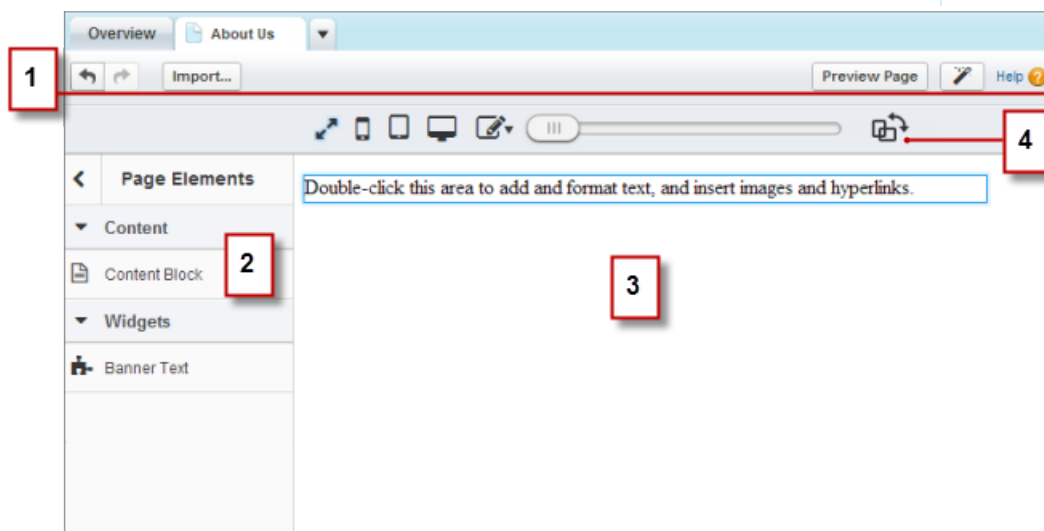 Overview About Us
1
Import... Preview Page Help ?
4
Page Elements
Double-click this area to add and format text, and insert images and hyperlinks.
Content
2
Content Block
3
Widgets
Banner Text